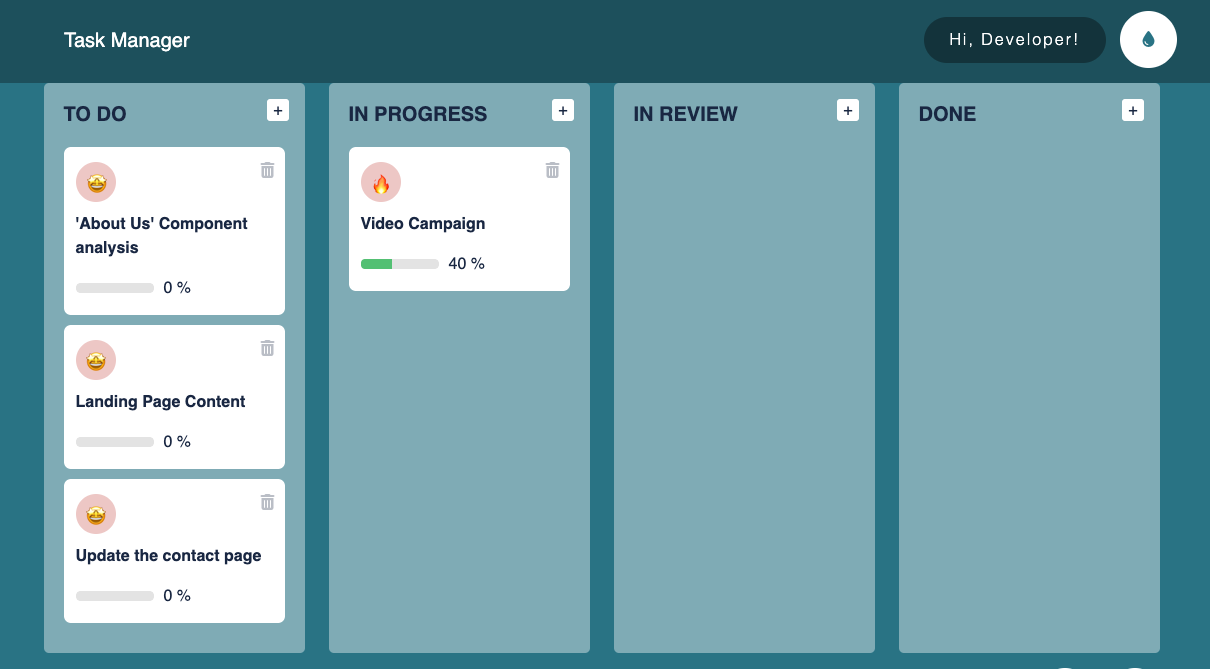 Task Manager
Hi, Developer!
TO DO
+
'About Us' Component
analysis
0 %
Landing Page Content
0 %
Update the contact page
0 %
IN PROGRESS
+
Video Campaign
40 %
IN REVIEW
+
DONE
+